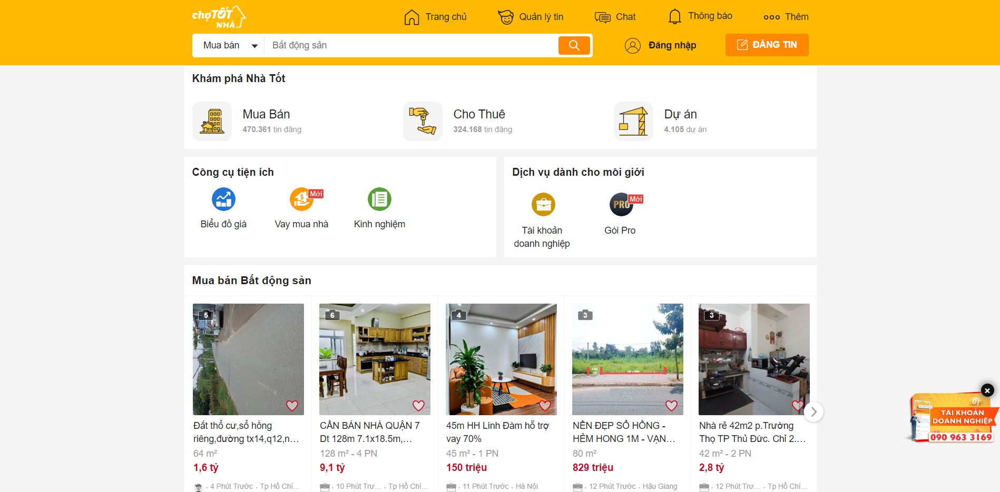 chợTỐT
NHÀ
Trang chủ
Quản lý tin
Chat
Thông báo
Thêm
Mua bán
Bất động sản
Đăng nhập
ĐĂNG TIN
Khám phá Nhà Tốt
Mua Bán
470.361 tin đăng
Cho Thuê
324.168 tin đăng
Dự án
4.105 dự án
Công cụ tiện ích
Biểu đồ giá
Mới
Vay mua nhà
Kinh nghiệm
Dịch vụ dành cho môi giới
Tài khoản
doanh nghiệp
PRO
Mới
Gói Pro
Mua bán Bất động sản
5
Đất thổ cư,sổ hồng
riêng,đường tx14,q12,n...
64 m²
1,6 tỷ
· 4 Phút Trước · Tp Hồ Chí...
6
CẦN BÁN NHÀ QUẬN 7
Dt 128m 7.1x18.5m,...
128 m² - 4 PN
9,1 tỷ
· 10 Phút Trư... · Tp Hồ Chí...
4
45m HH Linh Đàm hỗ trợ
vay 70%
45 m² - 1 PN
150 triệu
· 11 Phút Trước · Hà Nội
3
NỀN ĐẸP SỔ HỒNG -
HẺM HONG 1M - VẠN...
80 m²
829 triệu
· 12 Phút Trước · Hậu Giang
3
Nhà rẻ 42m2 p.Trường
Thọ TP Thủ Đức. Chỉ 2....
42 m² - 2 PN
2,8 tỷ
· 12 Phút Trư... · Tp Hồ Chí...
ĐT
TÀI KHOẢN
DOANH NGHIỆP
090 963 3169